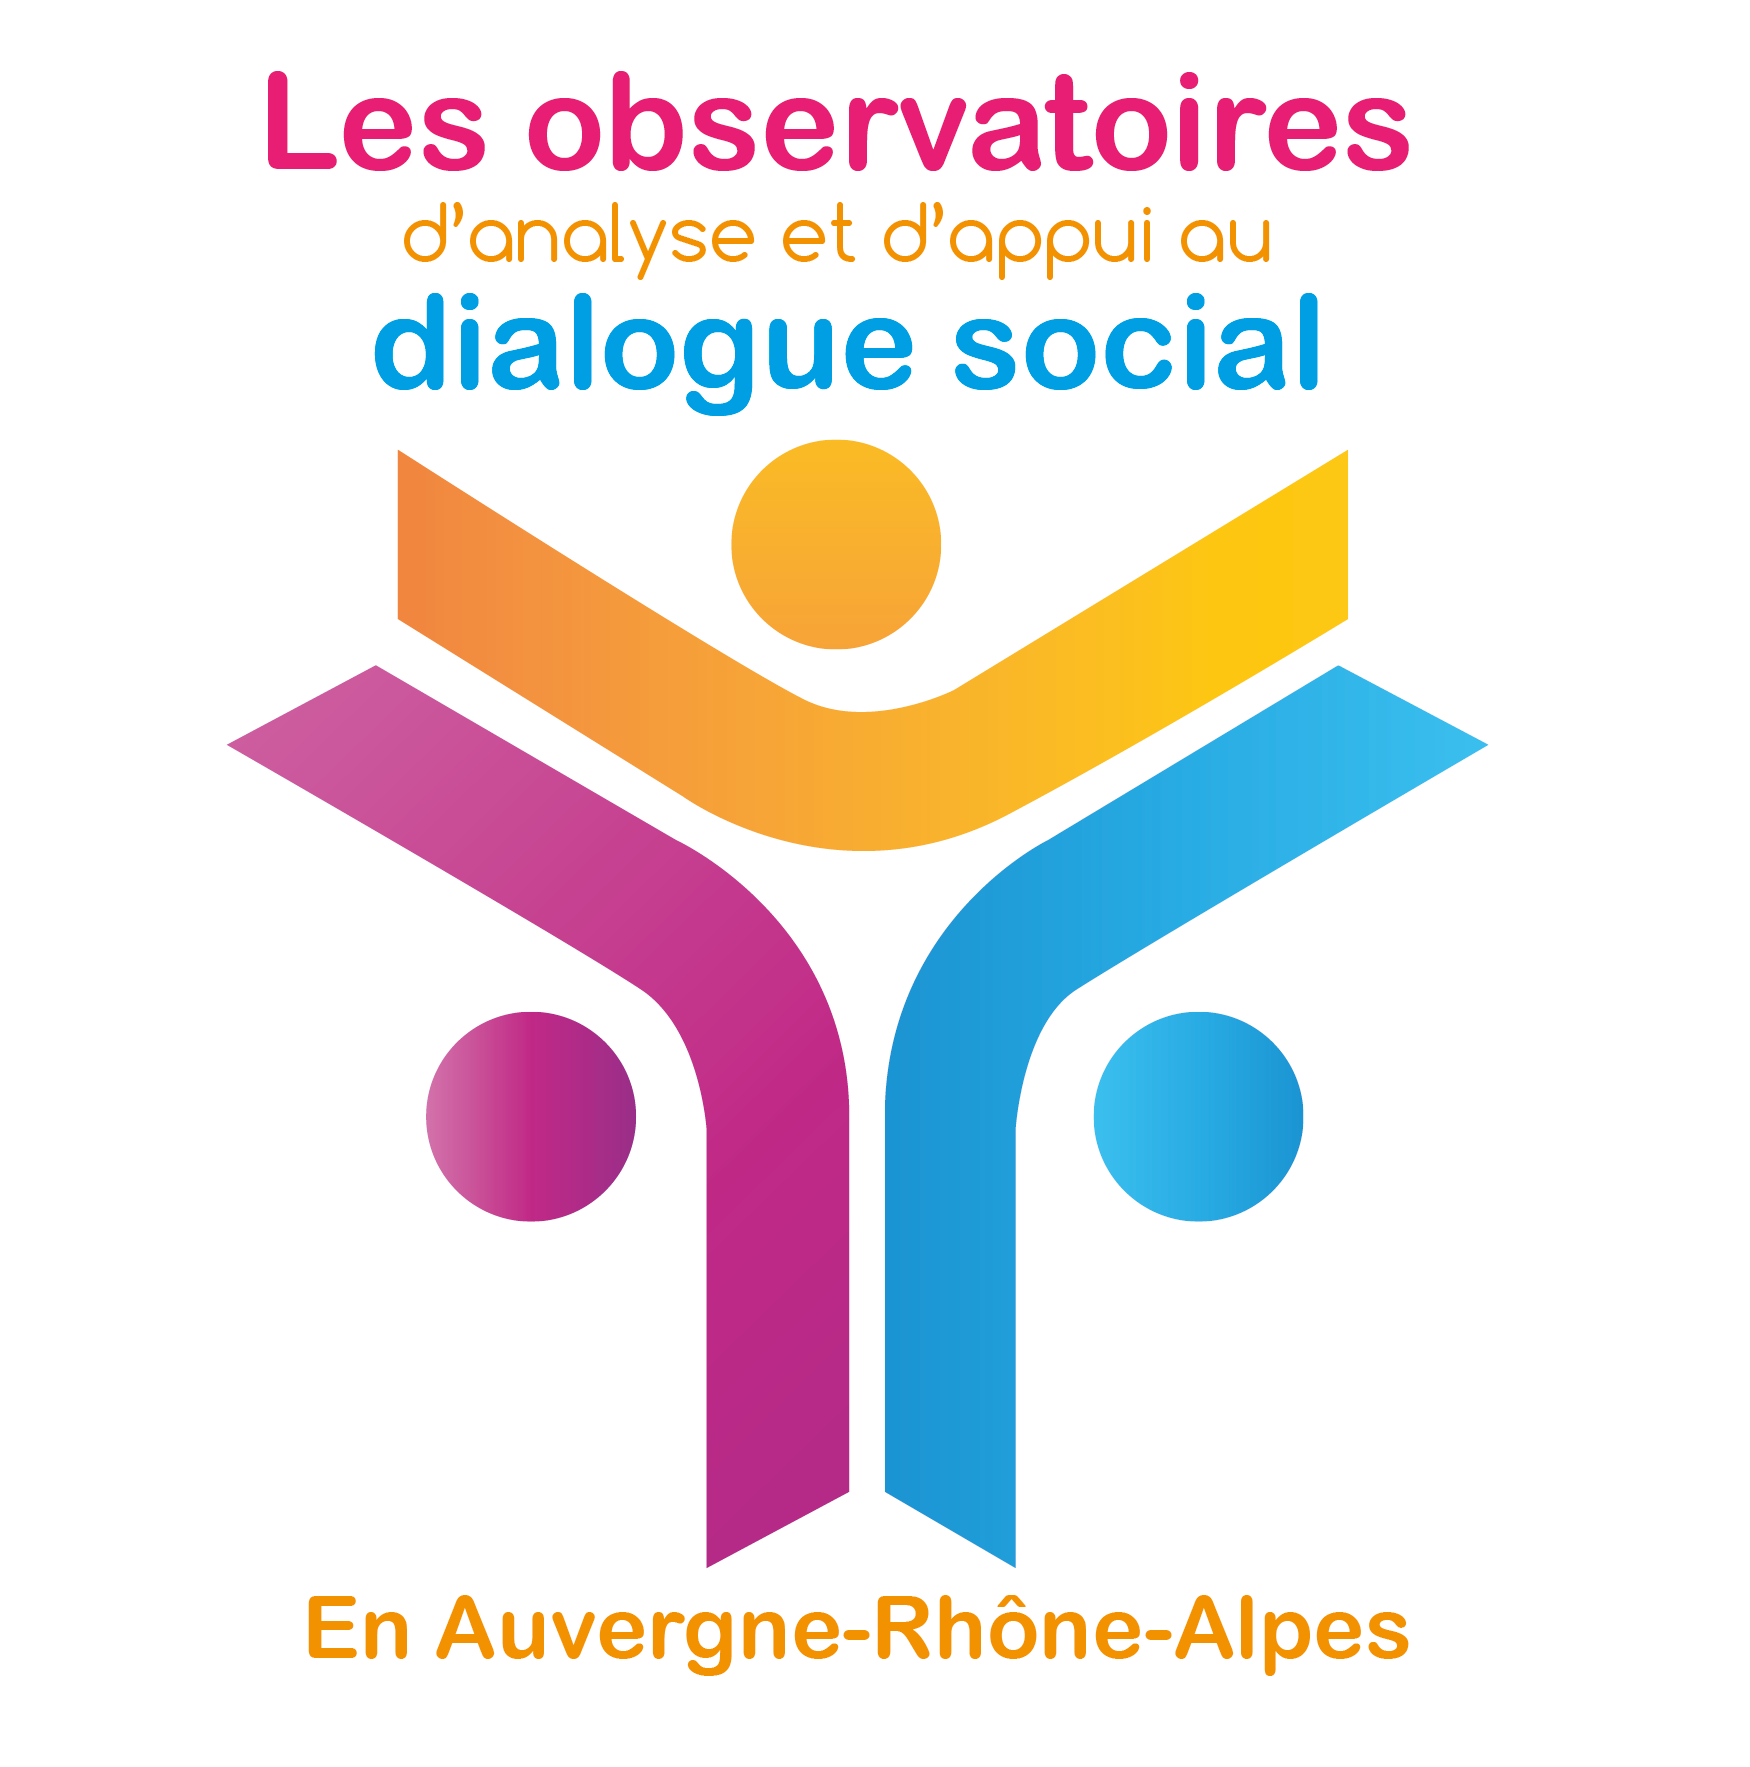 Les observatoires
d'analyse et d'appui au
dialogue social
En Auvergne-Rhône-Alpes